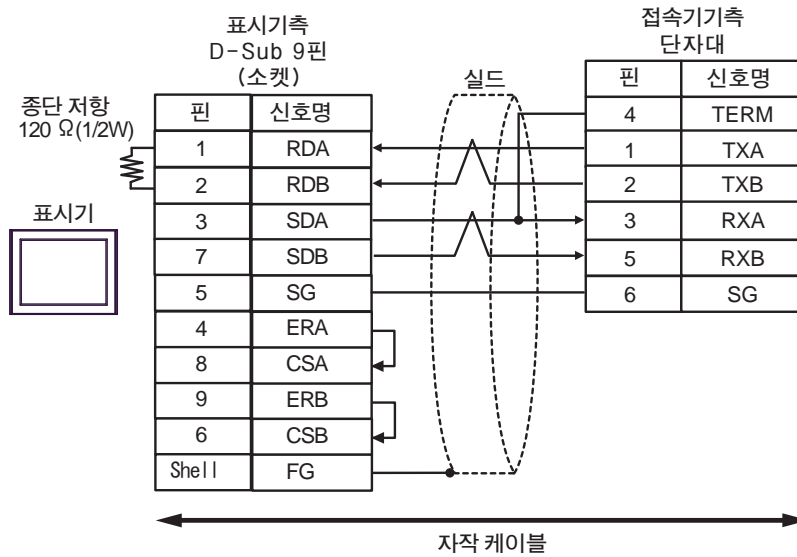 표시기측
D-Sub 9핀
(소켓)
접속기기측
단자대
실드
종단 저항
120 Ω(1/2W)
표시기
핀 신호명
1 RDA
2 RDB
3 SDA
7 SDB
5 SG
4 ERA
8 CSA
9 ERB
6 CSB
Shell FG
핀 신호명
4 TERM
1 TXA
2 TXB
3 RXA
5 RXB
6 SG
자작 케이블